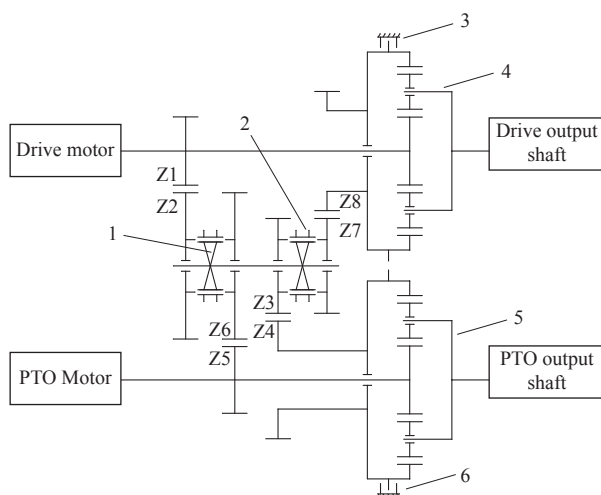 3
4
2
Drive motor
Drive output
shaft
Z1
Z2
Z8
Z7
1
Z3
Z4
Z6
Z5
5
PTO Motor
PTO output
shaft
6